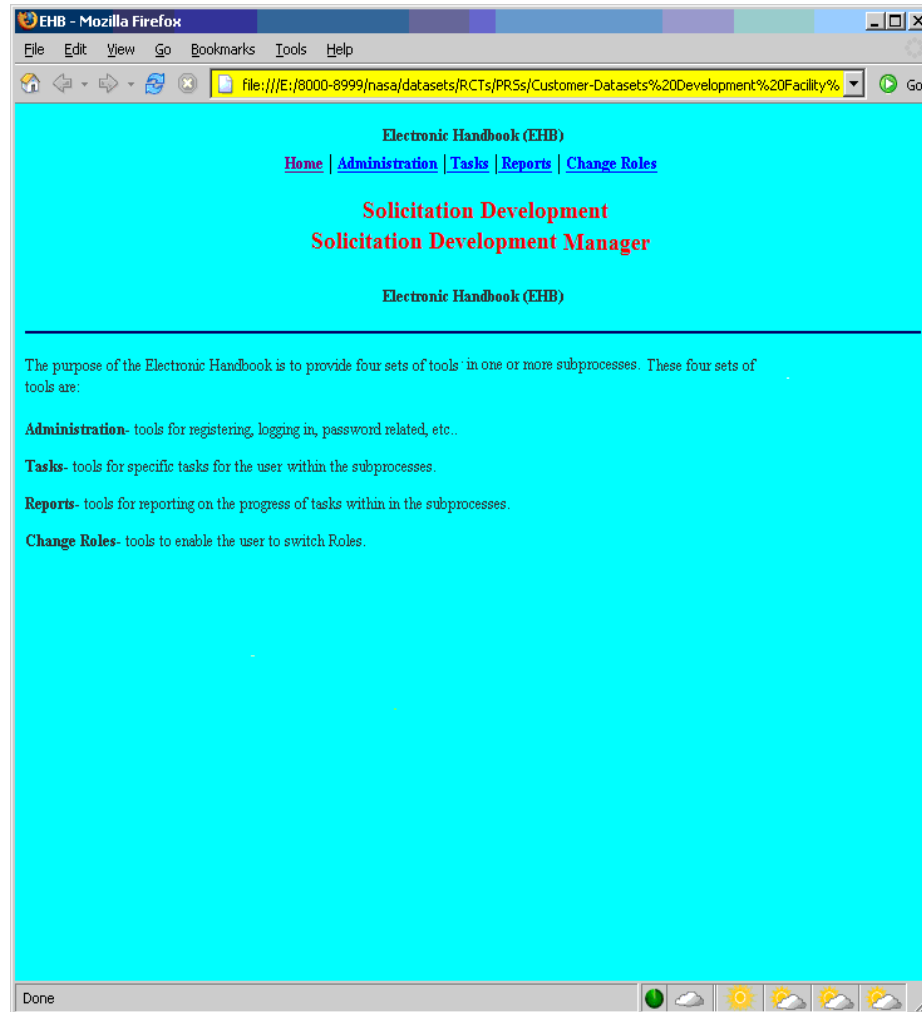 EHB - Mozilla Firefox
File Edit View Go Bookmarks Tools Help
file:///E:/8000-8999/nasa/datasets/RCTs/PRSs/Customer-Datasets%20Development%20Facility% Go
Electronic Handbook (EHB)
Home | Administration | Tasks | Reports | Change Roles
Solicitation Development
Solicitation Development Manager
Electronic Handbook (EHB)
The purpose of the Electronic Handbook is to provide four sets of tools in one or more subprocesses. These four sets of
tools are:
Administration- tools for registering, logging in, password related, etc..
Tasks- tools for specific tasks for the user within the subprocesses.
Reports- tools for reporting on the progress of tasks within in the subprocesses.
Change Roles- tools to enable the user to switch Roles.
Done